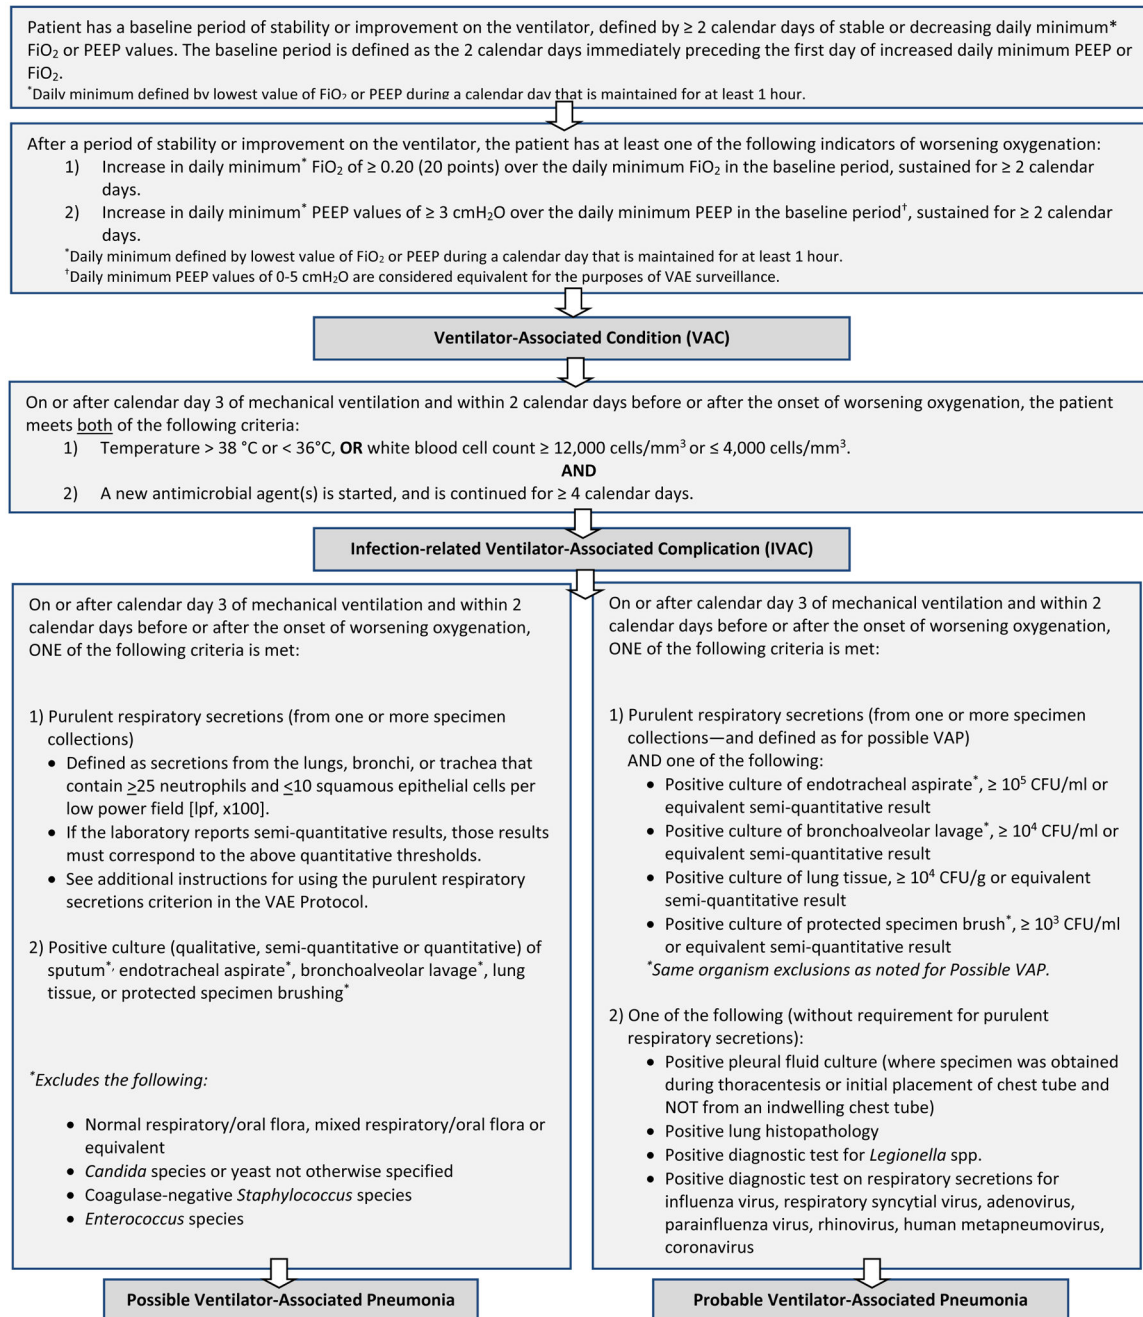 Patient has a baseline period of stability or improvement on the ventilator, defined by ≥ 2 calendar days of stable or decreasing daily minimum*
FiO₂ or PEEP values. The baseline period is defined as the 2 calendar days immediately preceding the first day of increased daily minimum PEEP or
FiO₂.
*Daily minimum defined by lowest value of FiO₂ or PEEP during a calendar day that is maintained for at least 1 hour.
After a period of stability or improvement on the ventilator, the patient has at least one of the following indicators of worsening oxygenation:
1) Increase in daily minimum* FiO₂ of ≥ 0.20 (20 points) over the daily minimum FiO₂ in the baseline period, sustained for ≥ 2 calendar
days.
2) Increase in daily minimum* PEEP values of ≥ 3 cmH₂O over the daily minimum PEEP in the baseline period†, sustained for ≥ 2 calendar
days.
*Daily minimum defined by lowest value of FiO₂ or PEEP during a calendar day that is maintained for at least 1 hour.
†Daily minimum PEEP values of 0-5 cmH₂O are considered equivalent for the purposes of VAE surveillance.
Ventilator-Associated Condition (VAC)
On or after calendar day 3 of mechanical ventilation and within 2 calendar days before or after the onset of worsening oxygenation, the patient
meets both of the following criteria:
1) Temperature > 38 °C or < 36°C, OR white blood cell count ≥ 12,000 cells/mm³ or ≤ 4,000 cells/mm³.
AND
2) A new antimicrobial agent(s) is started, and is continued for ≥ 4 calendar days.
Infection-related Ventilator-Associated Complication (IVAC)
On or after calendar day 3 of mechanical ventilation and within 2
calendar days before or after the onset of worsening oxygenation,
ONE of the following criteria is met:
1) Purulent respiratory secretions (from one or more specimen
collections)
• Defined as secretions from the lungs, bronchi, or trachea that
contain ≥25 neutrophils and ≤10 squamous epithelial cells per
low power field [lpf, x100].
• If the laboratory reports semi-quantitative results, those results
must correspond to the above quantitative thresholds.
• See additional instructions for using the purulent respiratory
secretions criterion in the VAE Protocol.
2) Positive culture (qualitative, semi-quantitative or quantitative) of
sputum*, endotracheal aspirate*, bronchoalveolar lavage*, lung
tissue, or protected specimen brushing*
*Excludes the following:
• Normal respiratory/oral flora, mixed respiratory/oral flora or
equivalent
• Candida species or yeast not otherwise specified
• Coagulase-negative Staphylococcus species
• Enterococcus species
Possible Ventilator-Associated Pneumonia
On or after calendar day 3 of mechanical ventilation and within 2
calendar days before or after the onset of worsening oxygenation,
ONE of the following criteria is met:
1) Purulent respiratory secretions (from one or more specimen
collections—and defined as for possible VAP)
AND one of the following:
• Positive culture of endotracheal aspirate*, ≥ 10⁵ CFU/ml or
equivalent semi-quantitative result
• Positive culture of bronchoalveolar lavage*, ≥ 10⁴ CFU/ml or
equivalent semi-quantitative result
• Positive culture of lung tissue, ≥ 10⁴ CFU/g or equivalent
semi-quantitative result
• Positive culture of protected specimen brush*, ≥ 10³ CFU/ml
or equivalent semi-quantitative result
*Same organism exclusions as noted for Possible VAP.
2) One of the following (without requirement for purulent
respiratory secretions):
• Positive pleural fluid culture (where specimen was obtained
during thoracentesis or initial placement of chest tube and
NOT from an indwelling chest tube)
• Positive lung histopathology
• Positive diagnostic test for Legionella spp.
• Positive diagnostic test on respiratory secretions for
influenza virus, respiratory syncytial virus, adenovirus,
parainfluenza virus, rhinovirus, human metapneumovirus,
coronavirus
Probable Ventilator-Associated Pneumonia